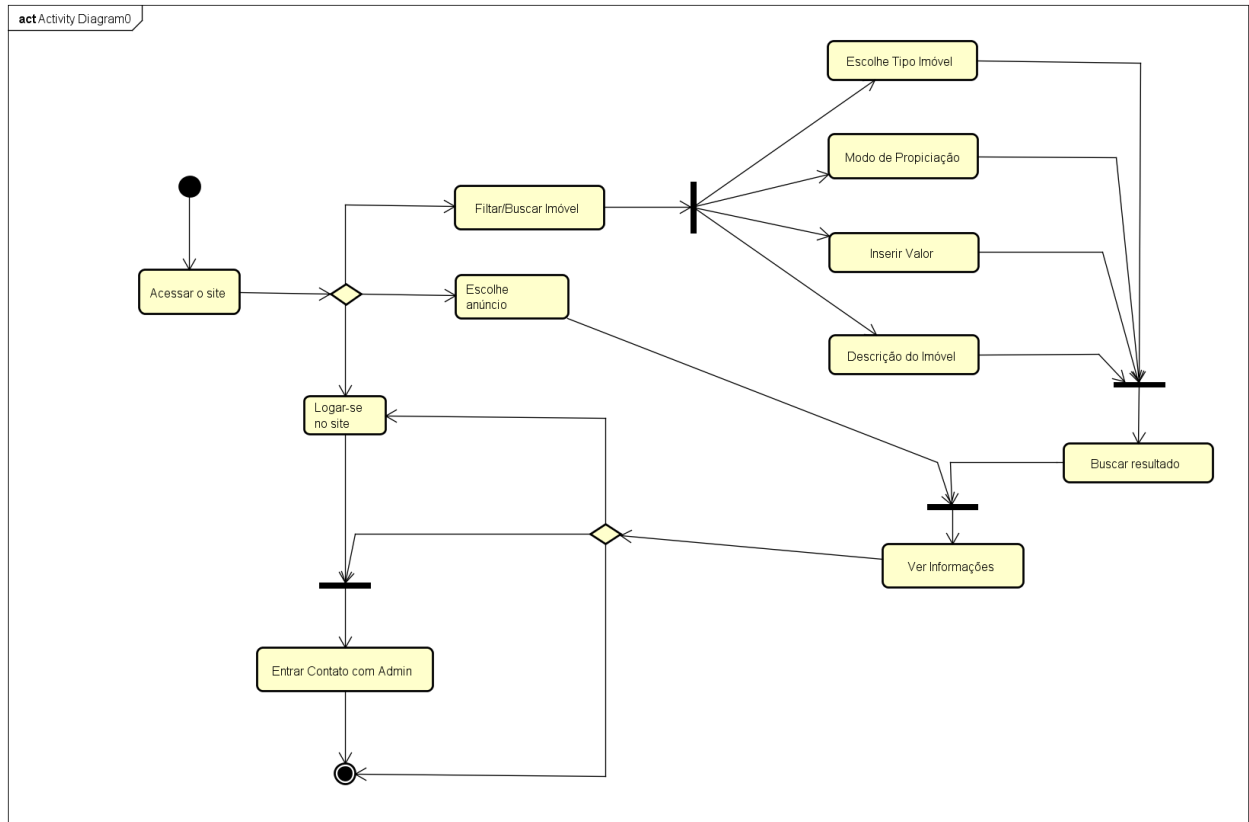 act Activity Diagram0
Escolhe Tipo Imóvel
Modo de Propiciação
Filtar/Buscar Imóvel
Inserir Valor
Acessar o site
Escolhe
anúncio
Descrição do Imóvel
Logar-se
no site
Buscar resultado
Ver Informações
Entrar Contato com Admin